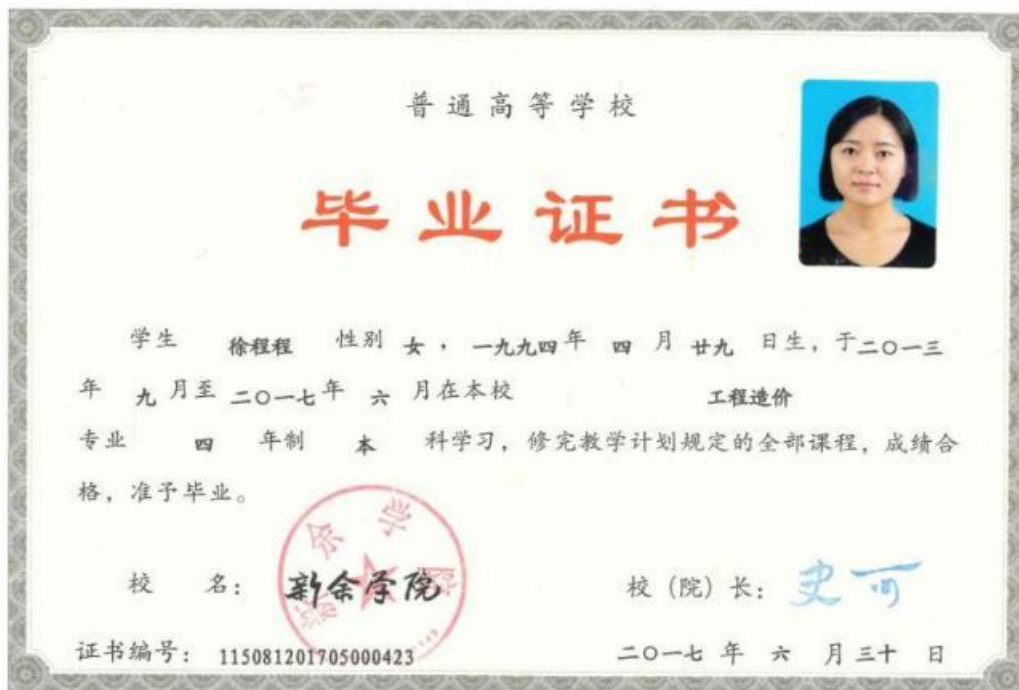 普通高等学校
毕业证书
学生 徐程程 性别 女，一九九四年 四 月 廿九 日生，于二〇一三
年 九 月至 二〇一七年 六 月在本校 工程造价
专业 四 年制 本 科学习，修完教学计划规定的全部课程，成绩合
格，准予毕业。
新余学院
校 名： 新余学院 校（院）长： 史可
证书编号： 115081201705000423 二〇一七 年 六 月 三十 日